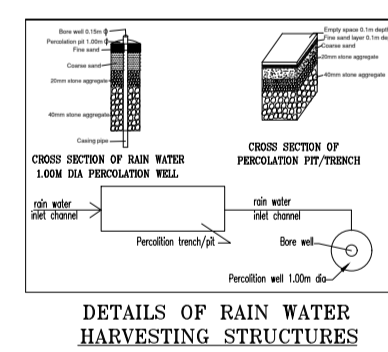 Bore well 0.15m ф
Percolation pit 1.00m ф
Fine sand
Coarse sand
20mm stone aggregate
40mm stone aggregate
Casing pipe
CROSS SECTION OF RAIN WATER
1.00M DIA PERCOLATION WELL
Empty space 0.1m depth
Fine sand layer 0.1m de
Coarse sand
20mm stone aggregate
40mm stone aggregate
CROSS SECTION OF
PERCOLATION PIT/TRENCH
rain water
inlet channel
Percolition trench/pit
rain water
inlet channel
Bore well
Percolition well 1.00m dia
DETAILS OF RAIN WATER
HARVESTING STRUCTURES